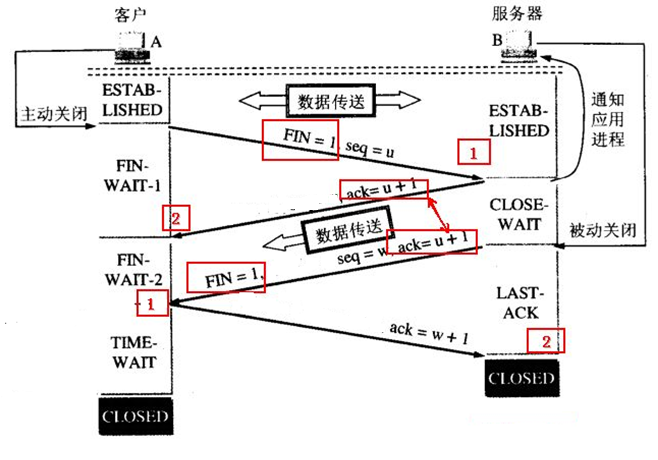 客户
服务器
A
B
ESTAB-
LISHED
数据传送
ESTAB-
LISHED
通知
应用
进程
主动关闭
FIN = 1, seq = u
1
FIN-
WAIT-1
ack= u + 1
2
CLOSE-
WAIT
数据传送
被动关闭
seq = w, ack= u + 1
FIN-
WAIT-2
FIN = 1,
1
LAST-
ACK
ack = w + 1
2
TIME-
WAIT
CLOSED
CLOSED